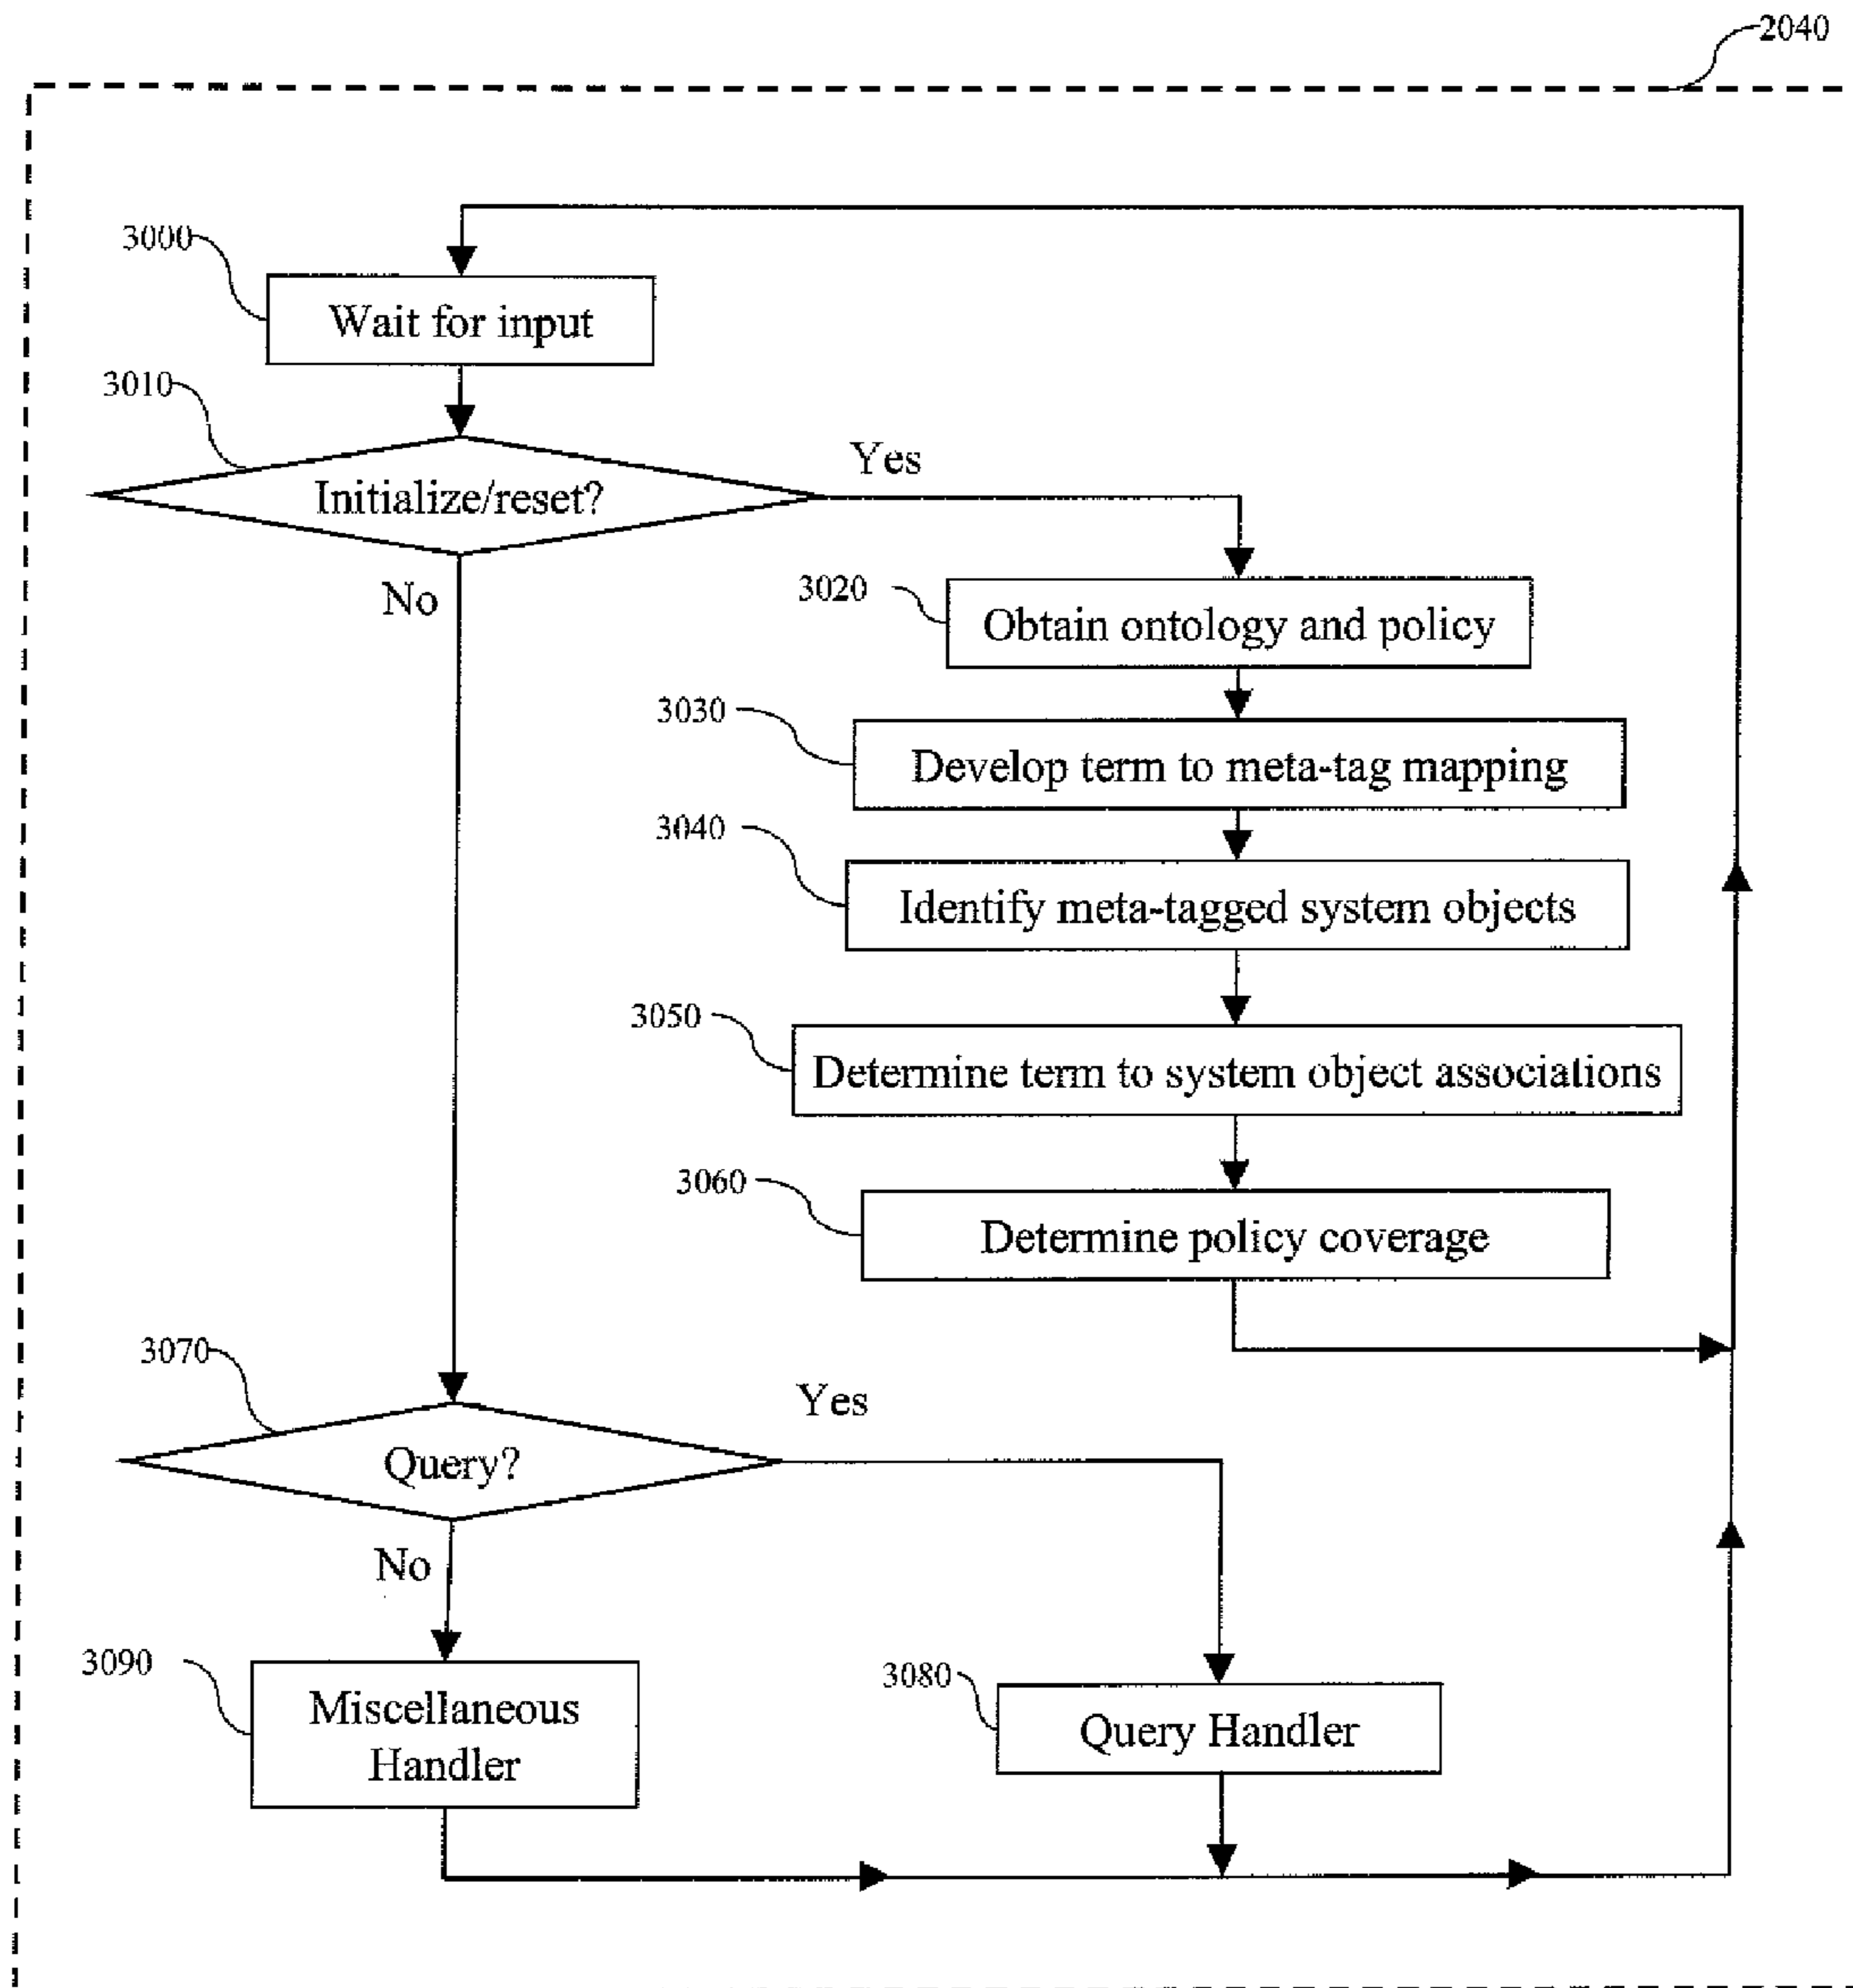 2040
3000
Wait for input
3010
Initialize/reset?
Yes
No
3020
Obtain ontology and policy
3030
Develop term to meta-tag mapping
3040
Identify meta-tagged system objects
3050
Determine term to system object associations
3060
Determine policy coverage
3070
Query?
Yes
No
3090
Miscellaneous
Handler
3080
Query Handler